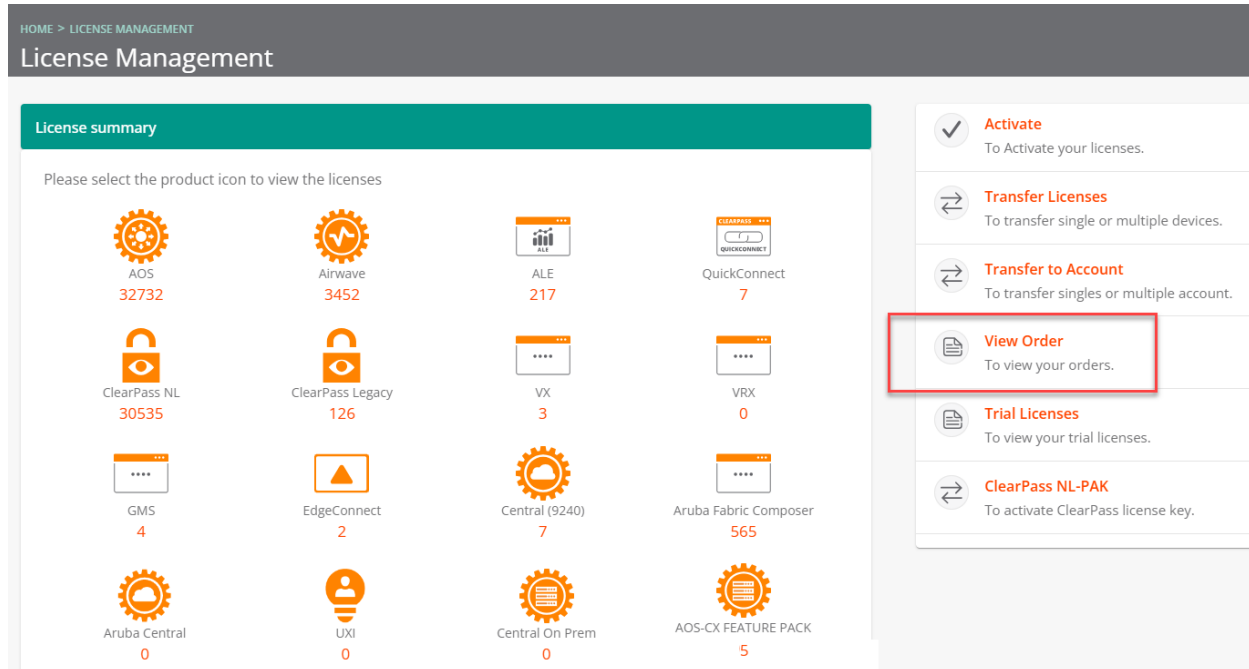 HOME > LICENSE MANAGEMENT
License Management
License summary
Please select the product icon to view the licenses
AOS
32732
Airwave
3452
ALE
ALE
217
CLEARPASS
QUICKCONNECT
QuickConnect
7
ClearPass NL
30535
ClearPass Legacy
126
VX
3
VRX
0
GMS
4
EdgeConnect
2
Central (9240)
7
Aruba Fabric Composer
565
Aruba Central
0
UXI
0
Central On Prem
0
AOS-CX FEATURE PACK
5
Activate
To Activate your licenses.
Transfer Licenses
To transfer single or multiple devices.
Transfer to Account
To transfer singles or multiple account.
View Order
To view your orders.
Trial Licenses
To view your trial licenses.
ClearPass NL-PAK
To activate ClearPass license key.